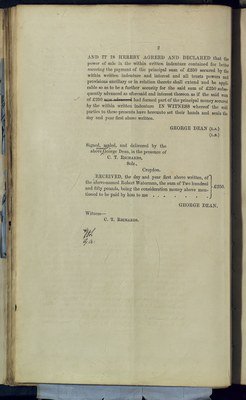 2
AND IT IS HEREBY AGREED AND DECLARED that the
power of sale in the within written indenture contained for better
securing the payment of the principal sum of £200 secured by the
within written indenture and interest and all trusts powers and
provisions ancillary or in relation thereto shall extend and be appli-
cable so as to be a further security for the said sum of £250 subse-
quently advanced as aforesaid and interest thereon as if the said sum
of £250 had formed part of the principal money secured
by the within written indenture IN WITNESS whereof the said
parties to these presents have hereunto set their hands and seals the
day and year first above written.
GEORGE DEAN (L.S.)
(L.S.)
Signed, sealed, and delivered by the
above George Dean, in the presence of
C. T. RICHARDS,
Solr.,
Croydon.
RECEIVED, the day and year first above written, of
the above-named Robert Waterman, the sum of Two hundred
and fifty pounds, being the consideration money above men-
tioned to be paid by him to me . . . . . .
£250.
GEORGE DEAN.
Witness—
C. T. RICHARDS.